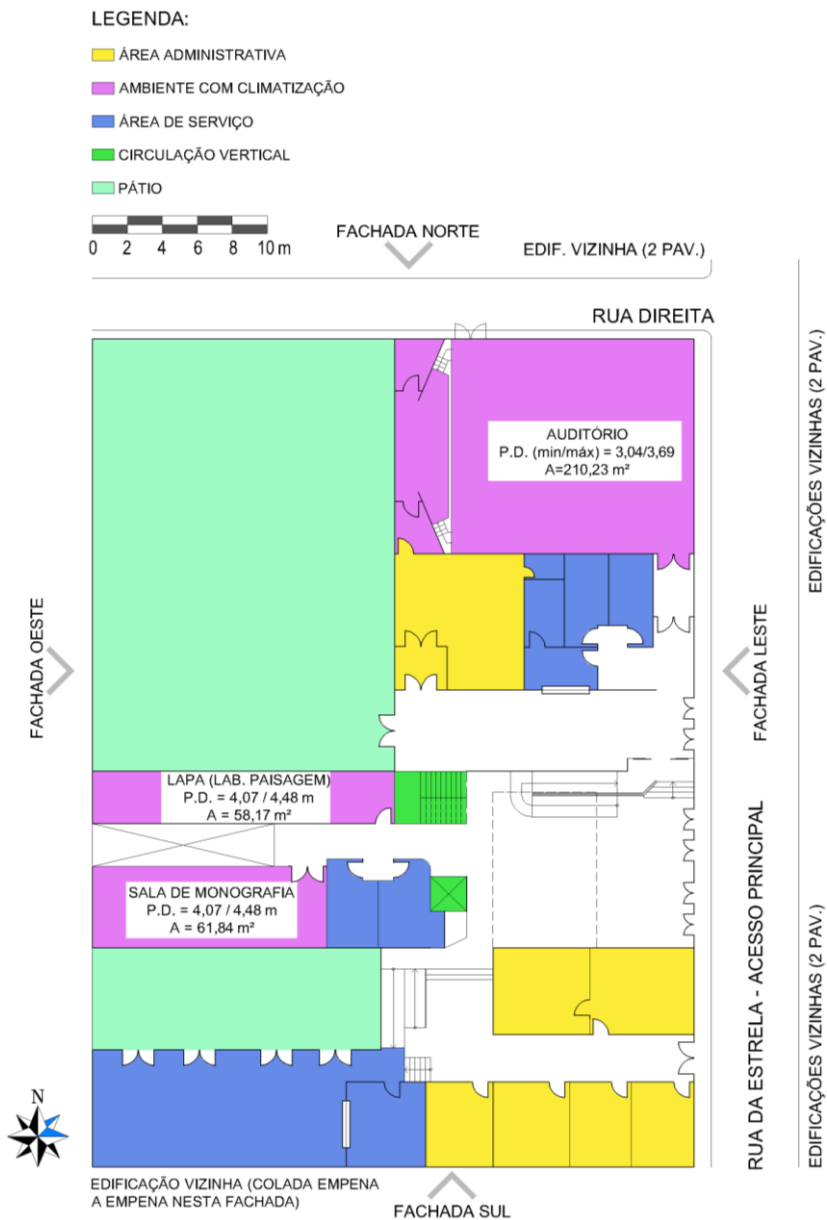 LEGENDA:
ÁREA ADMINISTRATIVA
AMBIENTE COM CLIMATIZAÇÃO
ÁREA DE SERVIÇO
CIRCULAÇÃO VERTICAL
PÁTIO
0 2 4 6 8 10 m
FACHADA NORTE
EDIF. VIZINHA (2 PAV.)
RUA DIREITA
EDIFICAÇÕES VIZINHAS (2 PAV.)
AUDITÓRIO
P.D. (min/máx) = 3,04/3,69
A=210,23 m²
FACHADA OESTE
FACHADA LESTE
LAPA (LAB. PAISAGEM)
P.D. = 4,07 / 4,48 m
A = 58,17 m²
SALA DE MONOGRAFIA
P.D. = 4,07 / 4,48 m
A = 61,84 m²
RUA DA ESTRELA - ACESSO PRINCIPAL
EDIFICAÇÕES VIZINHAS (2 PAV.)
N
EDIFICAÇÃO VIZINHA (COLADA EMPENA
A EMPENA NESTA FACHADA)
FACHADA SUL